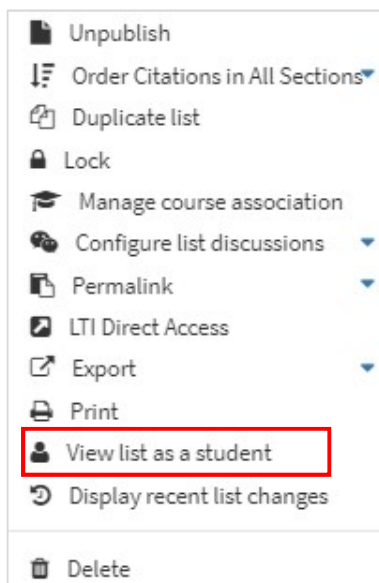 Unpublish
Order Citations in All Sections
Duplicate list
Lock
Manage course association
Configure list discussions
Permalink
LTI Direct Access
Export
Print
View list as a student
Display recent list changes
Delete